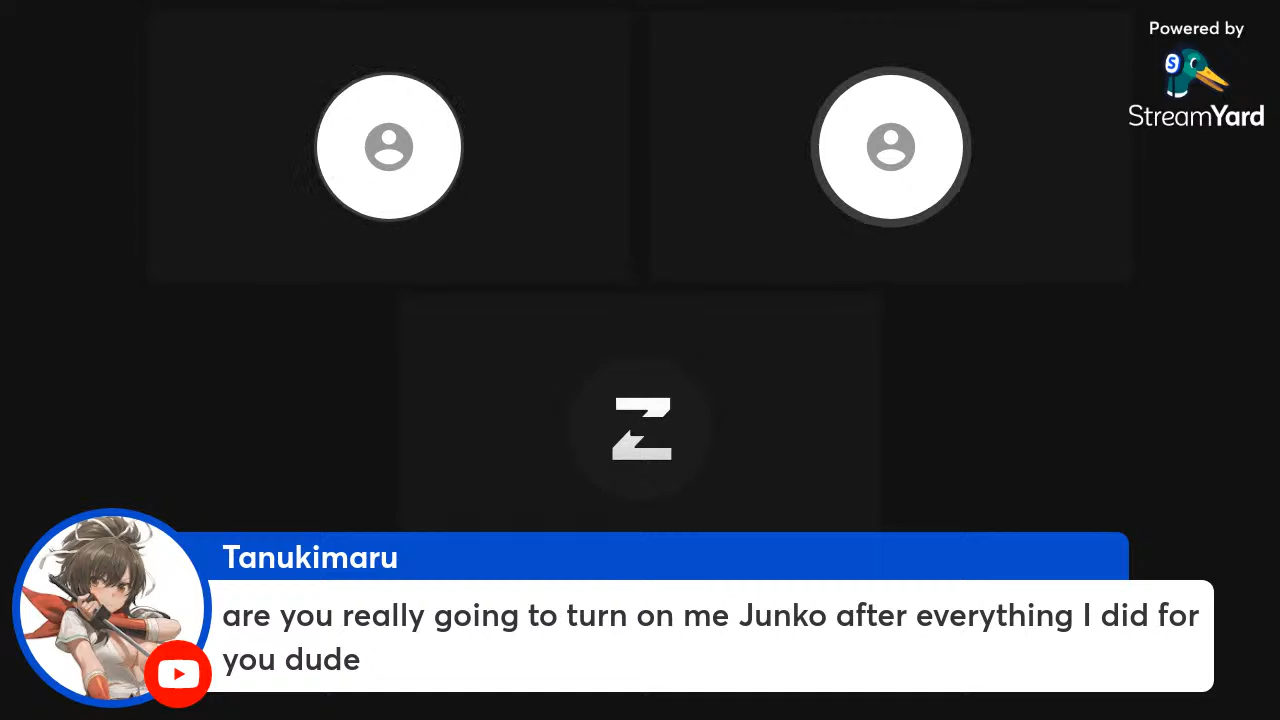 Powered by
StreamYard
Z
Tanukimaru
are you really going to turn on me Junko after everything I did for
you dude